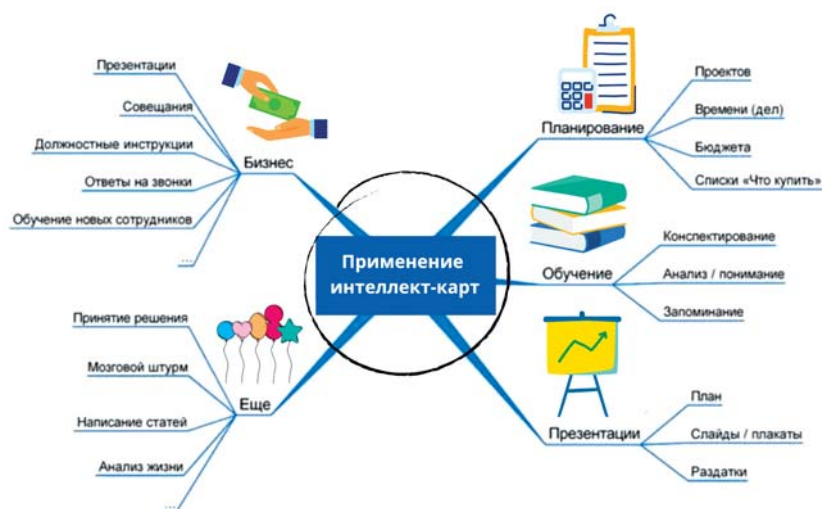 Применение
интеллект-карт
Бизнес
Презентации
Совещания
Должностные инструкции
Ответы на звонки
Обучение новых сотрудников
...
Еще
Принятие решения
Мозговой штурм
Написание статей
Анализ жизни
...
Планирование
Проектов
Времени (дел)
Бюджета
Списки «Что купить»
Обучение
Конспектирование
Анализ / понимание
Запоминание
Презентации
План
Слайды / плакаты
Раздатки